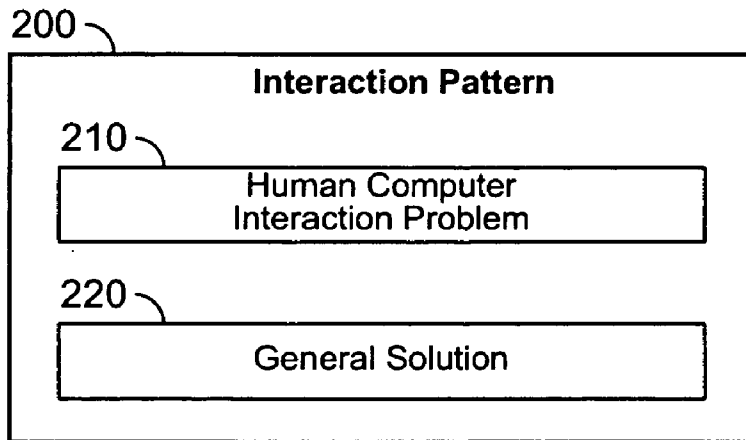 200
Interaction Pattern
210
Human Computer
Interaction Problem
220
General Solution